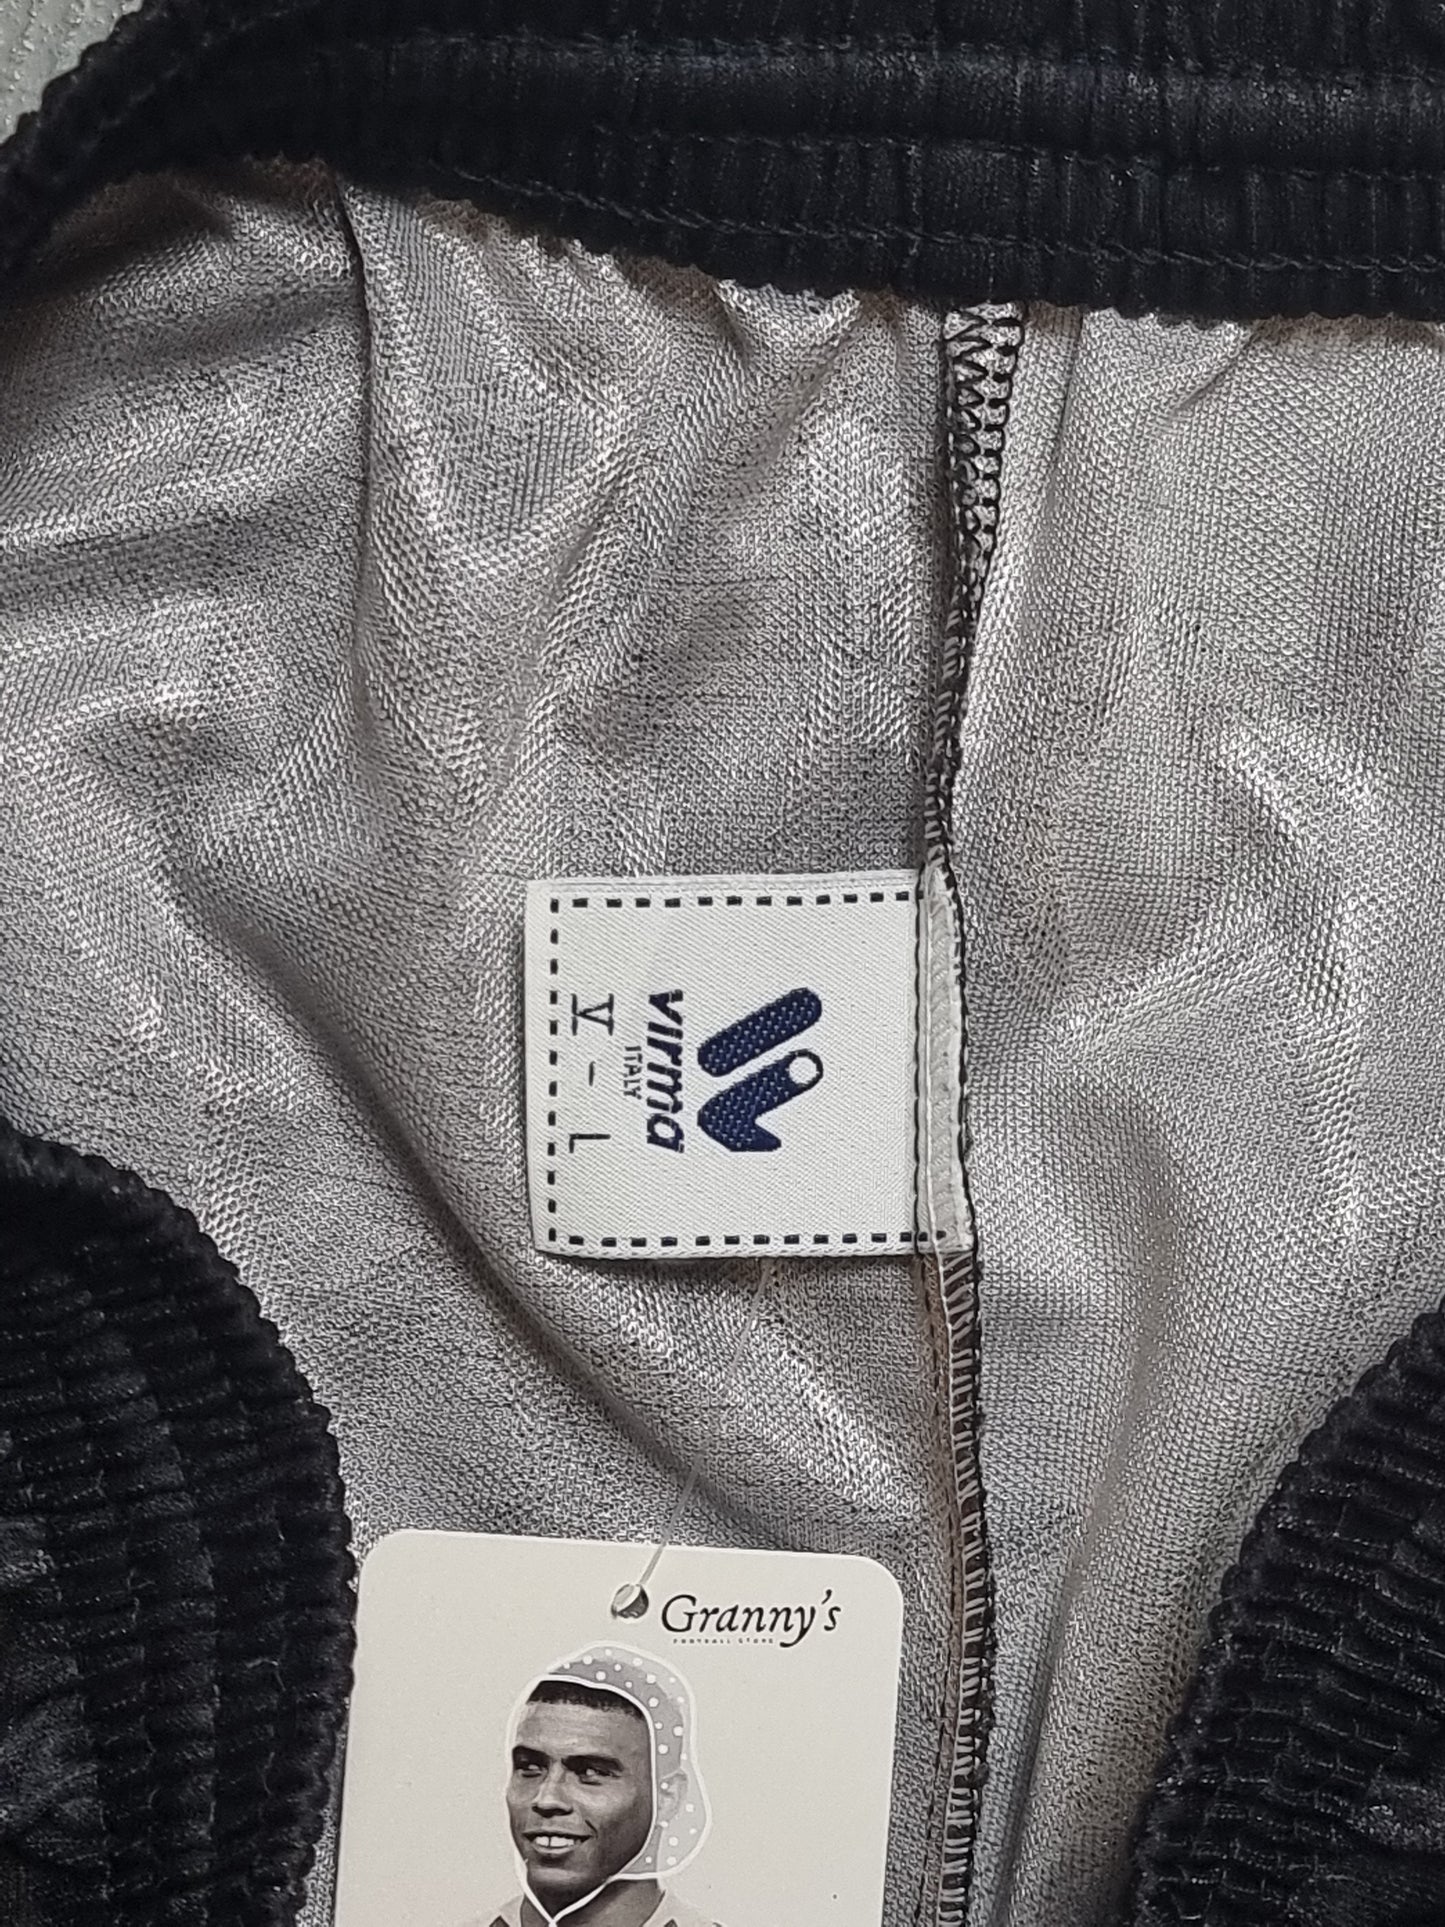 virma
ITALY
V - L
Granny's
FOOTBALL STORE